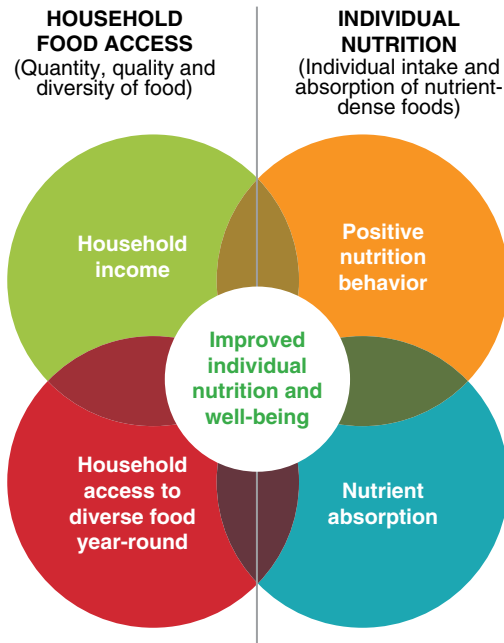 HOUSEHOLD
FOOD ACCESS
(Quantity, quality and
diversity of food)
INDIVIDUAL
NUTRITION
(Individual intake and
absorption of nutrient-
dense foods)
Household
income
Positive
nutrition
behavior
Improved
individual
nutrition and
well-being
Household
access to
diverse food
year-round
Nutrient
absorption